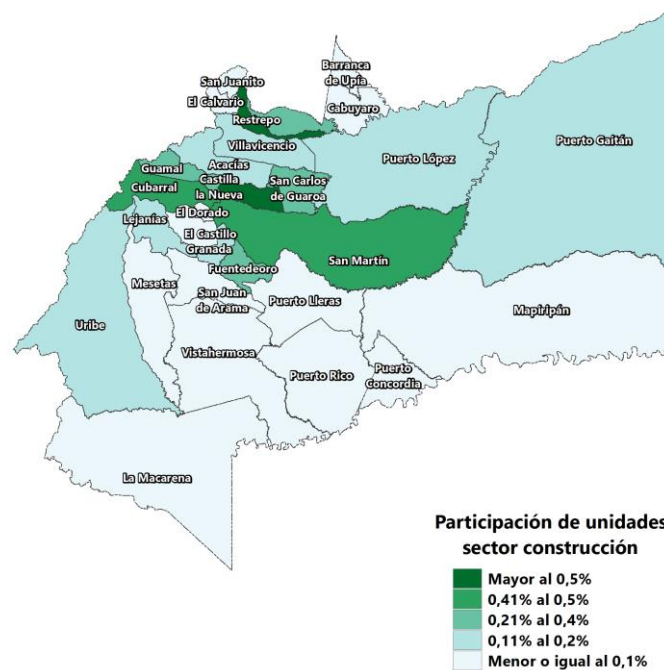 San Juanito
El Calvario
Barranca
de Upía
Cabuyaro
Restrepo
Villavicencio
Puerto López
Puerto Gaitán
Acacías
Guamal
Castilla
la Nueva
San Carlos
de Guaroa
Cubarral
El Dorado
Lejanías
El Castillo
Granada
San Martín
Fuentedeoro
Mesetas
San Juan
de Arama
Puerto Lleras
Mapiripán
Uribe
Vistahermosa
Puerto Rico
Puerto
Concordia
La Macarena
Participación de unidades
sector construcción
Mayor al 0,5%
0,41% al 0,5%
0,21% al 0,4%
0,11% al 0,2%
Menor o igual al 0,1%